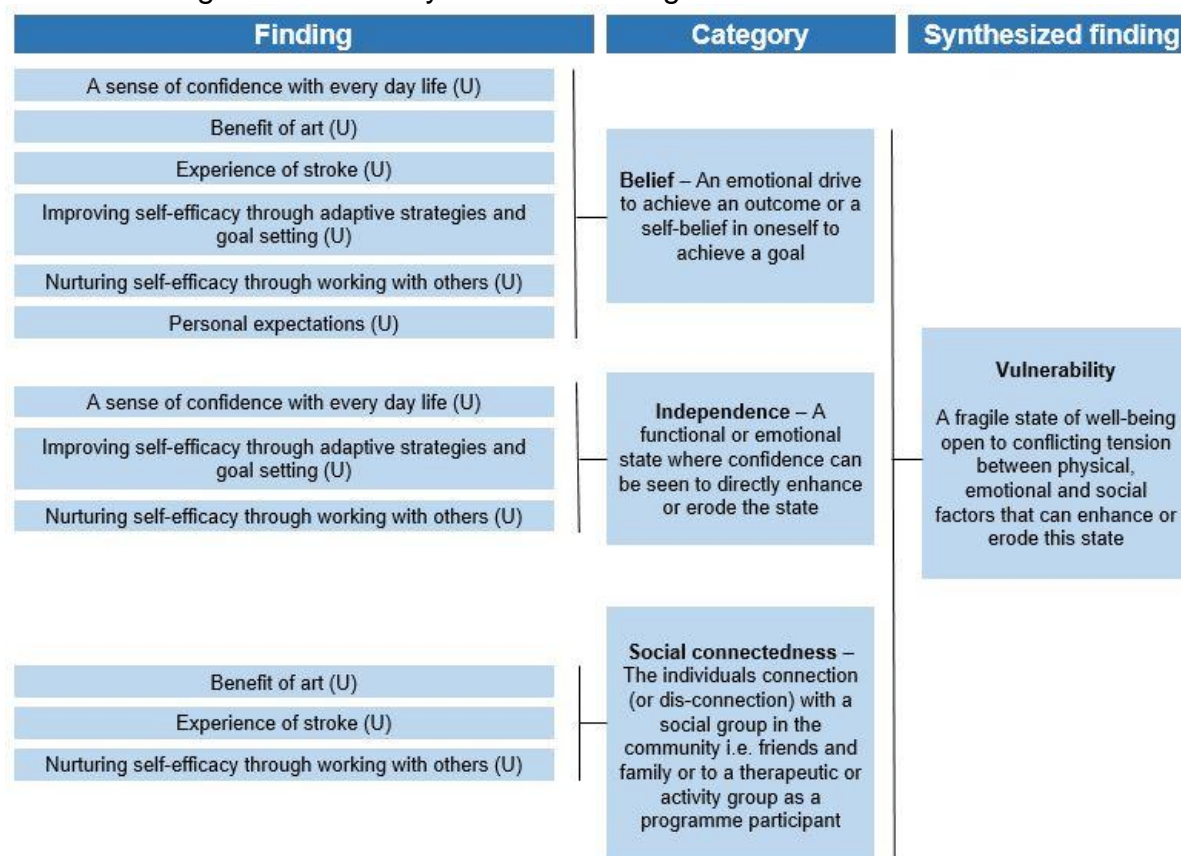 Finding
Category
Synthesized finding
A sense of confidence with every day life (U)
Benefit of art (U)
Experience of stroke (U)
Improving self-efficacy through adaptive strategies and
goal setting (U)
Nurturing self-efficacy through working with others (U)
Personal expectations (U)
Belief – An emotional drive
to achieve an outcome or a
self-belief in oneself to
achieve a goal
A sense of confidence with every day life (U)
Improving self-efficacy through adaptive strategies and
goal setting (U)
Nurturing self-efficacy through working with others (U)
Independence – A
functional or emotional
state where confidence can
be seen to directly enhance
or erode the state
Benefit of art (U)
Experience of stroke (U)
Nurturing self-efficacy through working with others (U)
Social connectedness –
The individuals connection
(or dis-connection) with a
social group in the
community i.e. friends and
family or to a therapeutic or
activity group as a
programme participant
Vulnerability
A fragile state of well-being
open to conflicting tension
between physical,
emotional and social
factors that can enhance or
erode this state